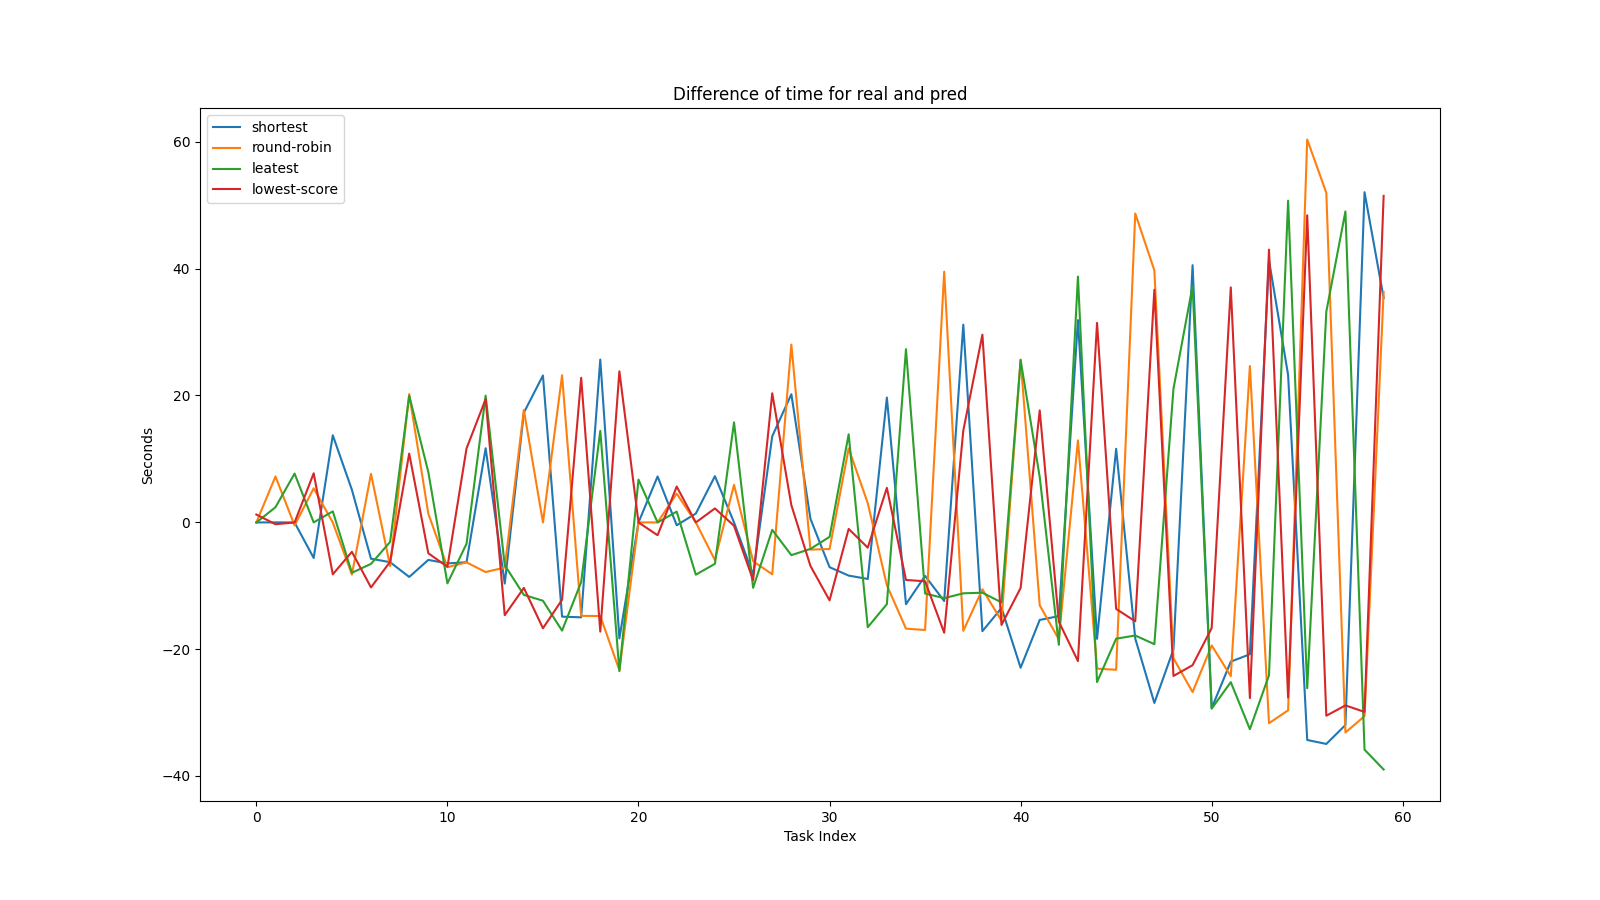 Difference of time for real and pred
shortest
round-robin
leatest
lowest-score
60
40
20
0
−20
−40
Seconds
0 10 20 30 40 50 60
Task Index